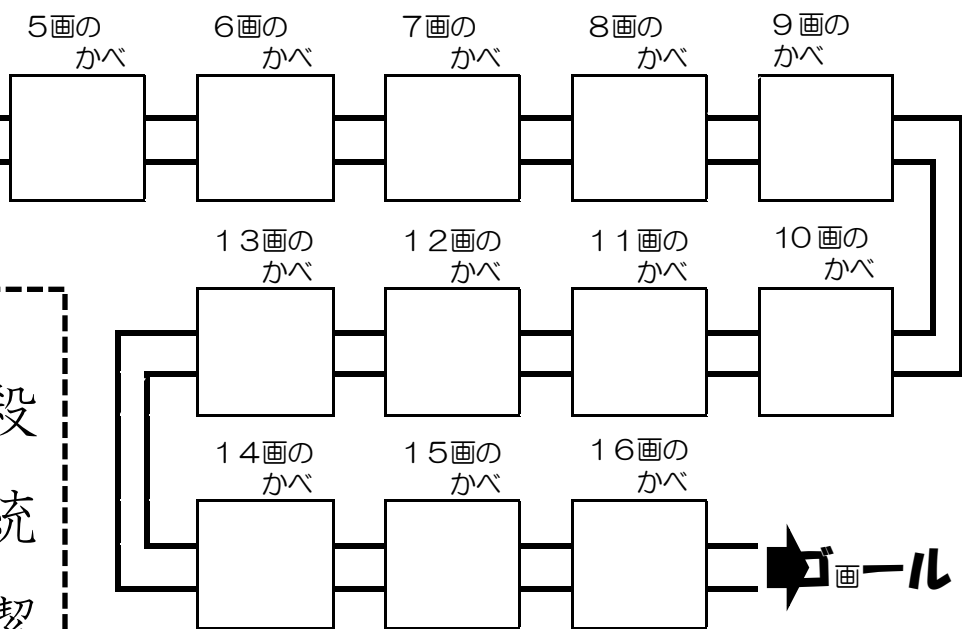 5画の
かべ
6画の
かべ
7画の
かべ
8画の
かべ
9画の
かべ
13画の
かべ
12画の
かべ
11画の
かべ
10画の
かべ
14画の
かべ
15画の
かべ
16画の
かべ
ゴ画ール